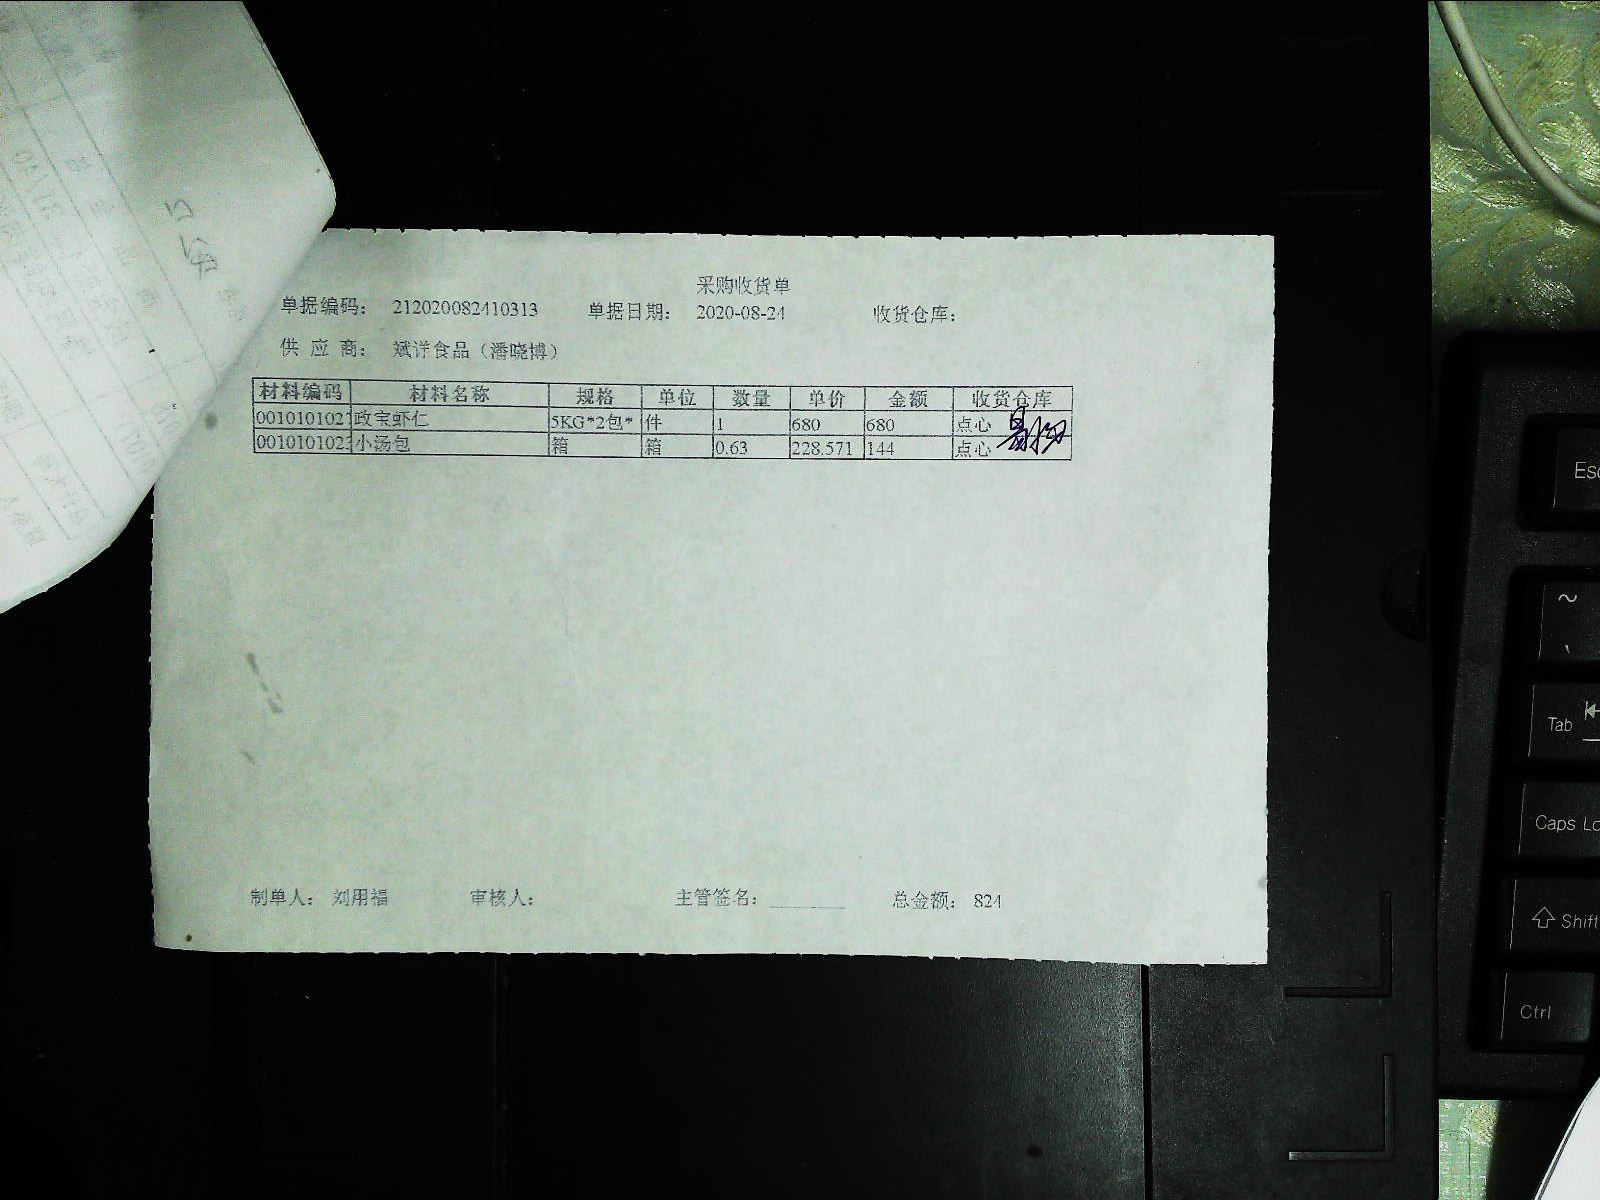 采购收货单
单据编码： 212020082410313 单据日期： 2020-08-24 收货仓库：
供 应 商： 斌洋食品（潘晓博）
材料编码 材料名称 规格 单位 数量 单价 金额 收货仓库
0010101027 政宝虾仁 5KG*2包* 件 1 680 680 点心
001010102 小汤包 箱 箱 0.63 228.571 144 点心
制单人： 刘用福 审核人： 主管签名： 总金额： 824
Esc
~
Tab
Caps Lo
Shift
Ctrl